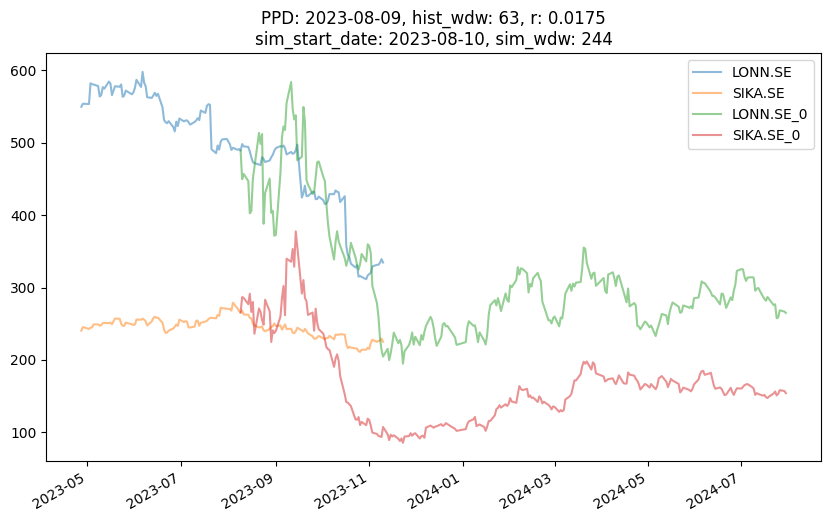 PPD: 2023-08-09, hist_wdw: 63, r: 0.0175
sim_start_date: 2023-08-10, sim_wdw: 244
LONN.SE
SIKA.SE
LONN.SE_0
SIKA.SE_0
600
500
400
300
200
100
2023-05
2023-07
2023-09
2023-11
2024-01
2024-03
2024-05
2024-07